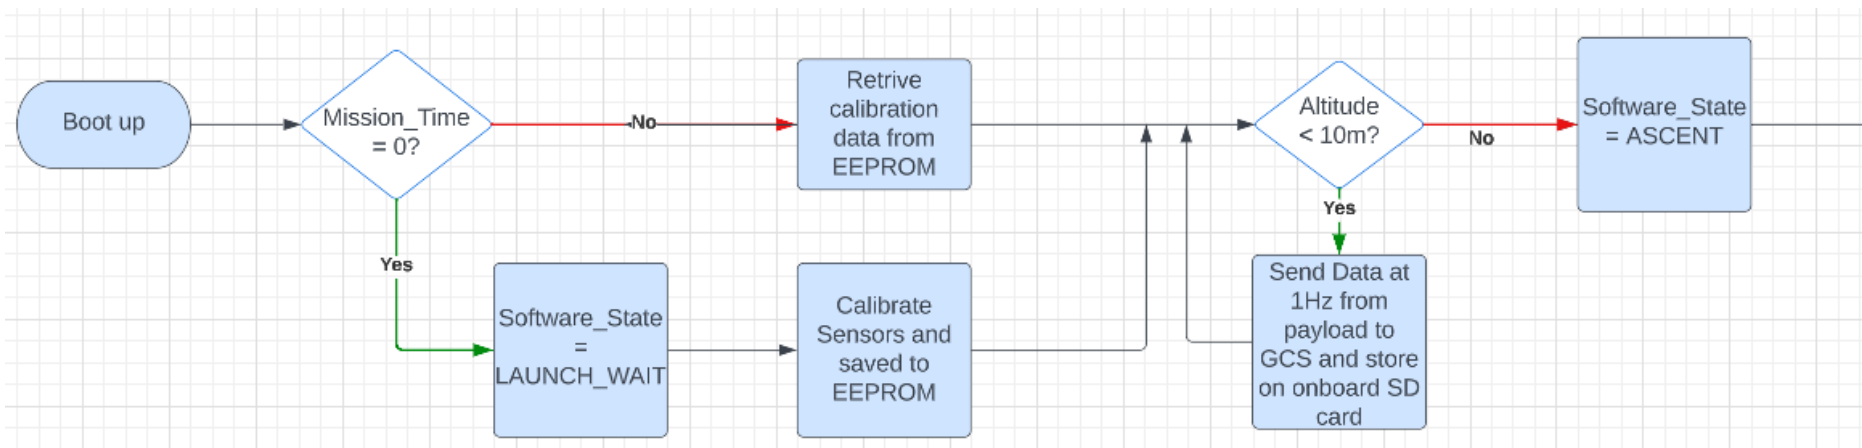 Boot up
Mission_Time
= 0?
No
Retrive
calibration
data from
EEPROM
Altitude
< 10m?
No
Software_State
= ASCENT
Yes
Yes
Software_State
=
LAUNCH_WAIT
Calibrate
Sensors and
saved to
EEPROM
Send Data at
1Hz from
payload to
GCS and store
on onboard SD
card